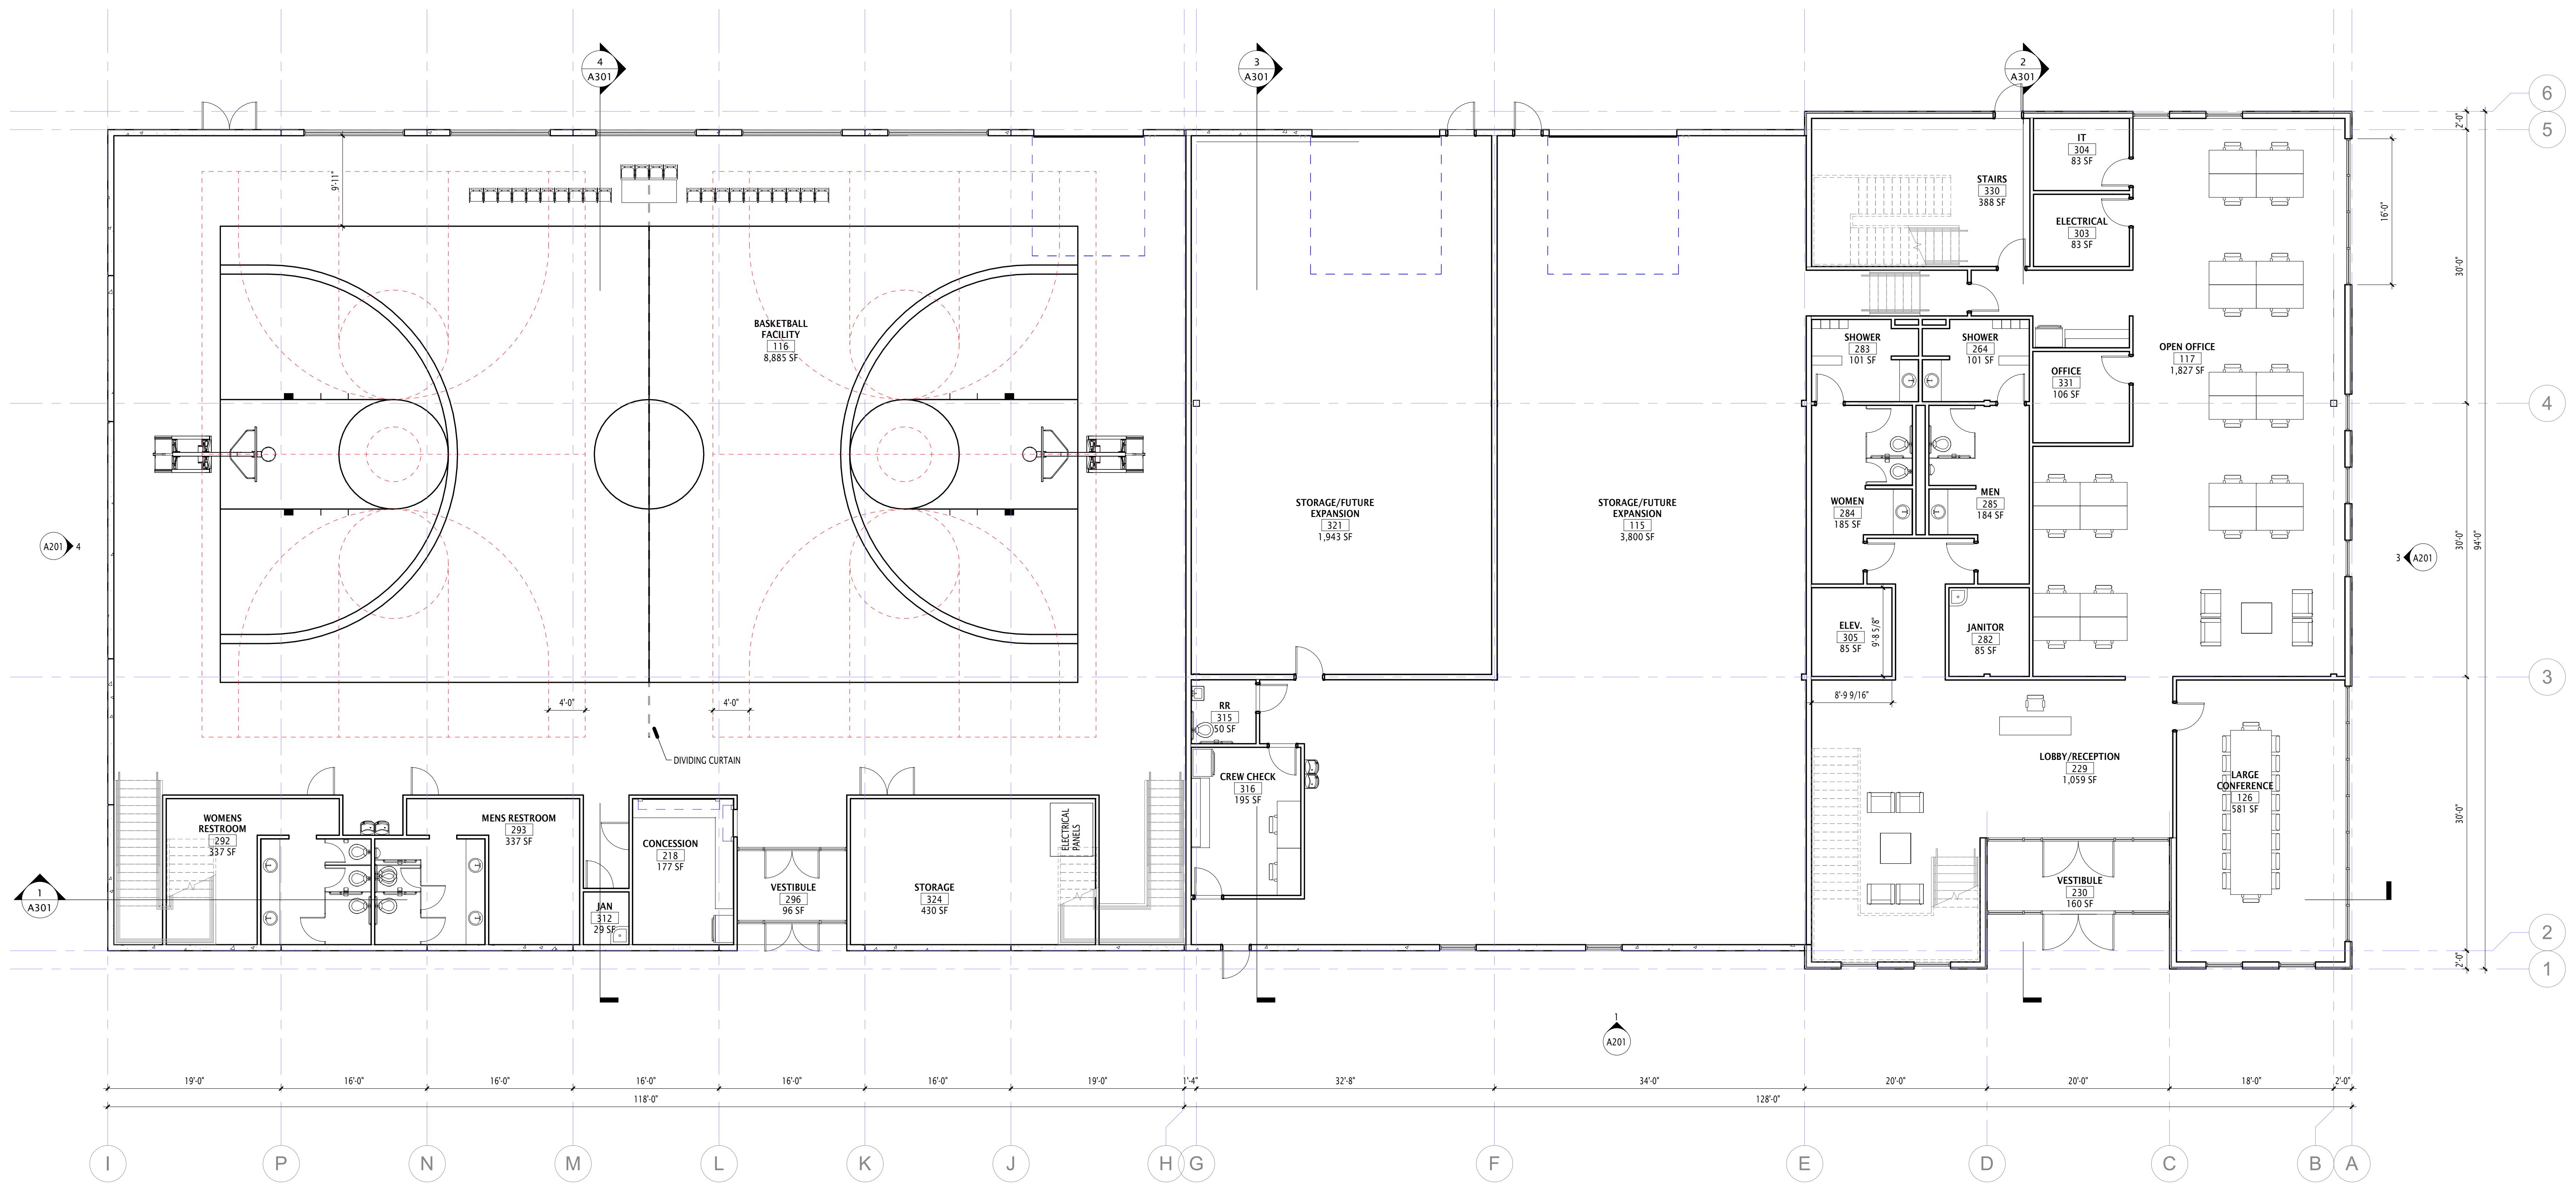 4
A301
3
A301
2
A301
6
5
4
3
2
1
2'-0"
30'-0"
30'-0"
30'-0"
2'-0"
94'-0"
16'-0"
9'-11"
IT
304
83 SF
STAIRS
330
388 SF
ELECTRICAL
303
83 SF
BASKETBALL
FACILITY
116
8,885 SF
SHOWER
283
101 SF
SHOWER
264
101 SF
OPEN OFFICE
117
1,827 SF
OFFICE
331
106 SF
STORAGE/FUTURE
EXPANSION
321
1,943 SF
STORAGE/FUTURE
EXPANSION
115
3,800 SF
WOMEN
284
185 SF
MEN
285
184 SF
A201
4
3
A201
ELEV.
305
85 SF
9'-8 5/8"
JANITOR
282
85 SF
8'-9 9/16"
4'-0"
4'-0"
RR
315
50 SF
DIVIDING CURTAIN
CREW CHECK
316
195 SF
LOBBY/RECEPTION
229
1,059 SF
LARGE
CONFERENCE
126
581 SF
WOMENS
RESTROOM
292
337 SF
MENS RESTROOM
293
337 SF
CONCESSION
218
177 SF
ELECTRICAL
PANELS
VESTIBULE
296
96 SF
STORAGE
324
430 SF
JAN
312
29 SF
VESTIBULE
230
160 SF
1
A301
1
A201
19'-0"
16'-0"
16'-0"
16'-0"
16'-0"
16'-0"
19'-0"
1'-4"
32'-8"
34'-0"
20'-0"
20'-0"
18'-0"
2'-0"
118'-0"
128'-0"
I
P
N
M
L
K
J
H
G
F
E
D
C
B
A